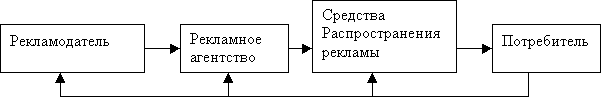 Рекламодатель
Рекламное
агентство
Средства
Распространения
рекламы
Потребитель